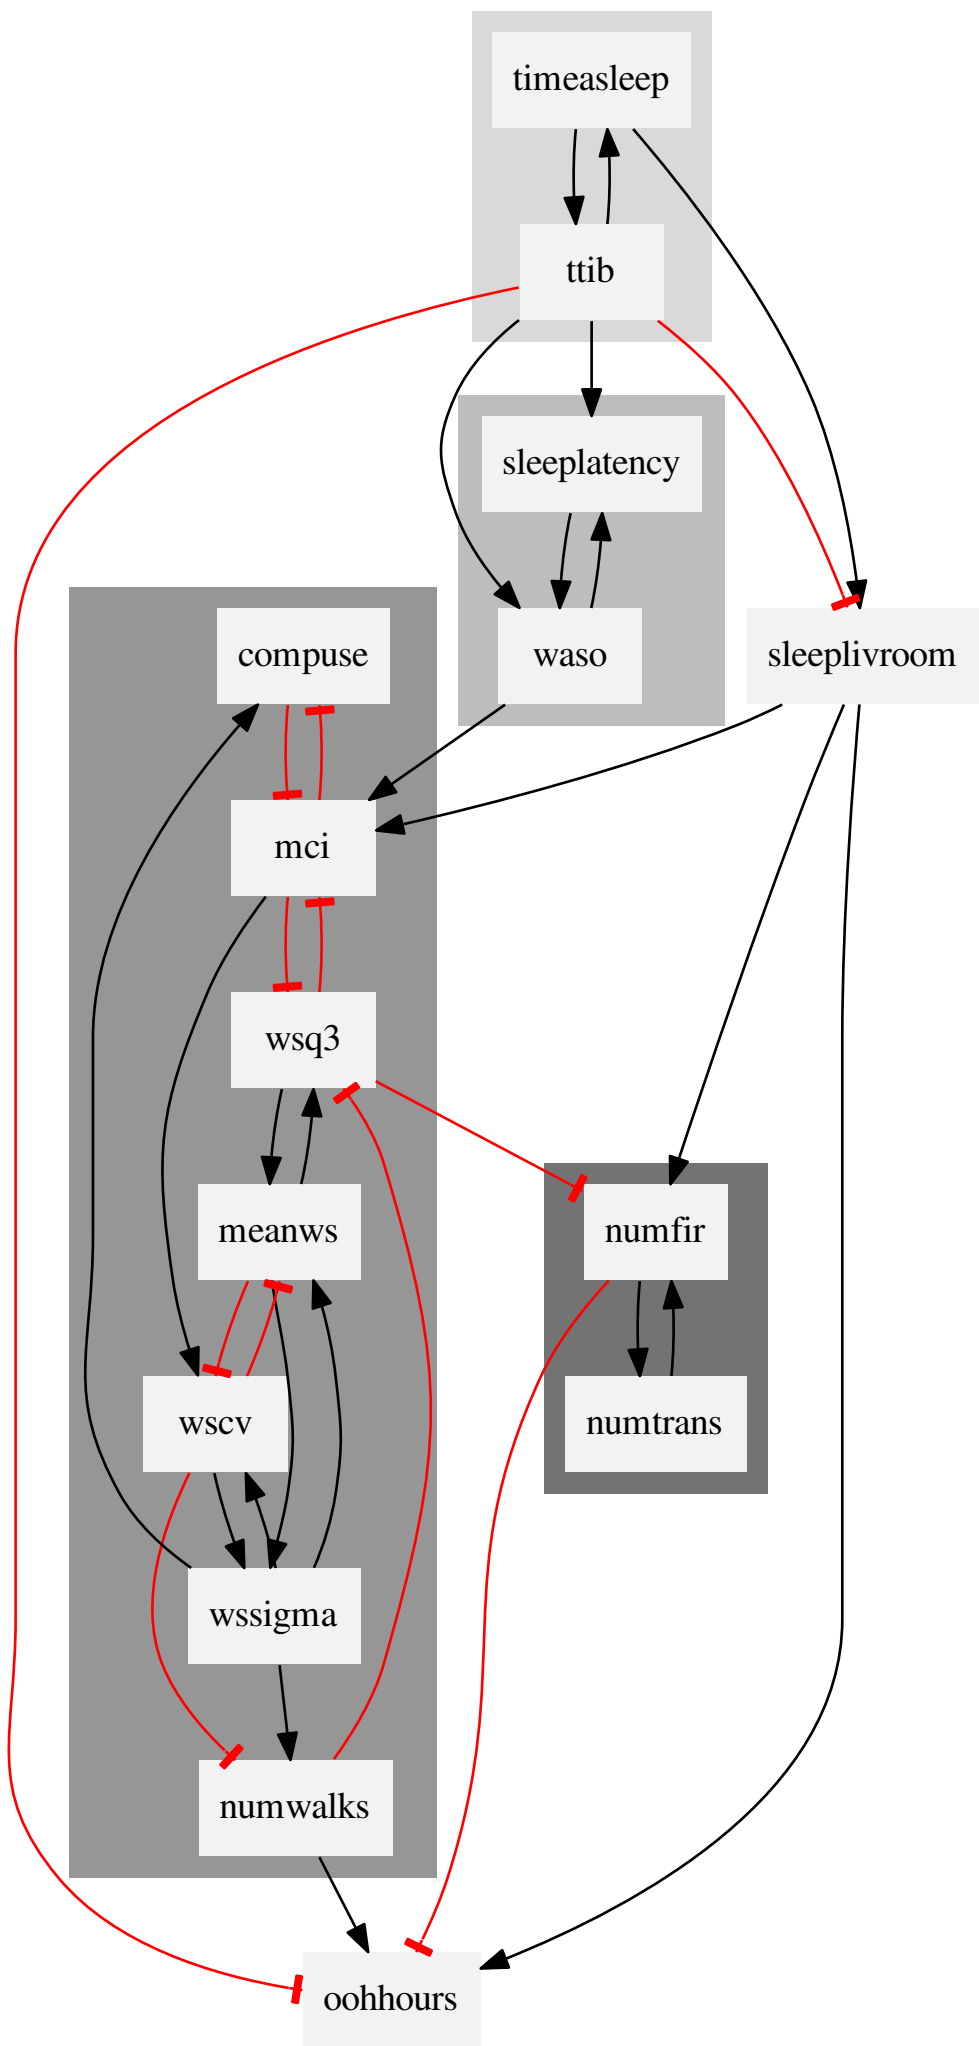 timeasleep
ttib
sleeplatency
compuse
waso
sleeplivroom
mci
wsq3
meanws
numfir
wscv
numtrans
wssigma
numwalks
oohhours